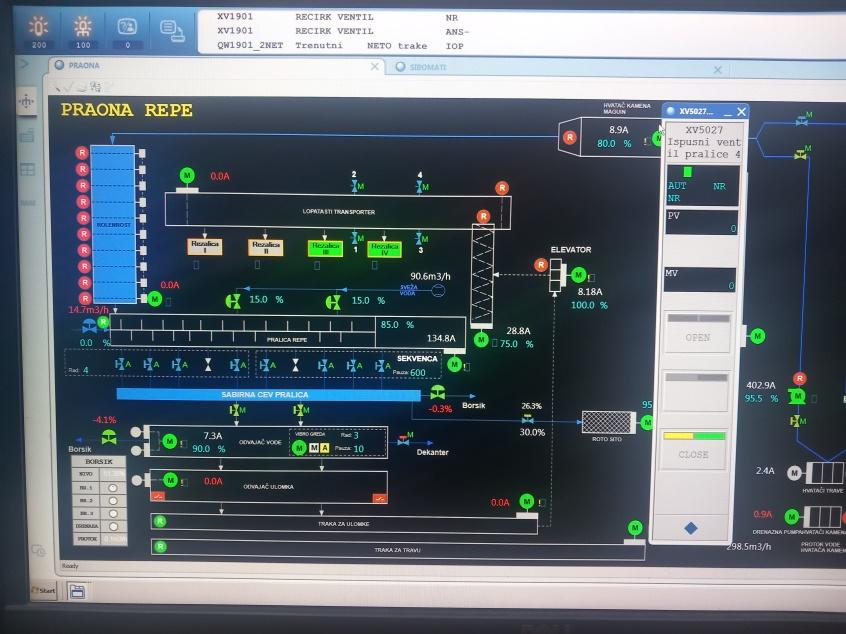 XV1901 RECIRK VENTIL NR
XV1901 RECIRK VENTIL ANS-
QW1901_2NET Trenutni NETO trake IOP
200 100 0
PRAONA
SIBOMATI
PRAONA REPE
HVATAČ KAMENA
MAGUIN
8.9A
80.0 %
R
M
XV5027...
XV5027
Ispusni vent
il pralice 4
AUT NR
NR
PV
0
MV
0
OPEN
CLOSE
M
M
M
0.0A
2
4
M
M
R
R
LOPATASTI TRANSPORTER
Rezalica
I
Rezalica
II
Rezalica
III
Rezalica
IV
1
3
M
M
ELEVATOR
R
M
8.18A
100.0 %
R
R
R
R
R
R
R
R
R
R
0.0A
M
90.6m3/h
SVEŽA
VODA
15.0 %
15.0 %
14.7m3/h
R
0.0 %
85.0 %
PRALICA REPE
134.8A
28.8A
M
75.0 %
Rad: 4
A
A
A
A
A
A
A
A
SEKVENCA
Pauza: 600
M
SABIRNA CEV PRALICA
-0.3%
Borsik
M
M
26.3%
30.0%
95
ROTO SITO
M
M
402.9A
95.5 %
R
M
M
-4.1%
Borsik
M
7.3A
90.0 %
ODVAJAČ VODE
VIBRO GREDA
Rad: 3
Pauza: 10
M M A
M
Dekanter
BORSIK
NIVO
BR.1
BR.2
BR.3
DRENAŽA
PROTOK
M
0.0A
ODVAJAČ ULOMKA
0.0A
M
R
TRAKA ZA ULOMKE
M
R
TRAKA ZA TRAVU
2.4A
M
HVATAČI TRAVE
0.9A
M
DRENAZNA PUMPA
HVATAČI KAMENA
298.5m3/h
PROTOK VODE
HVATAČA KAMENA
Ready
Start